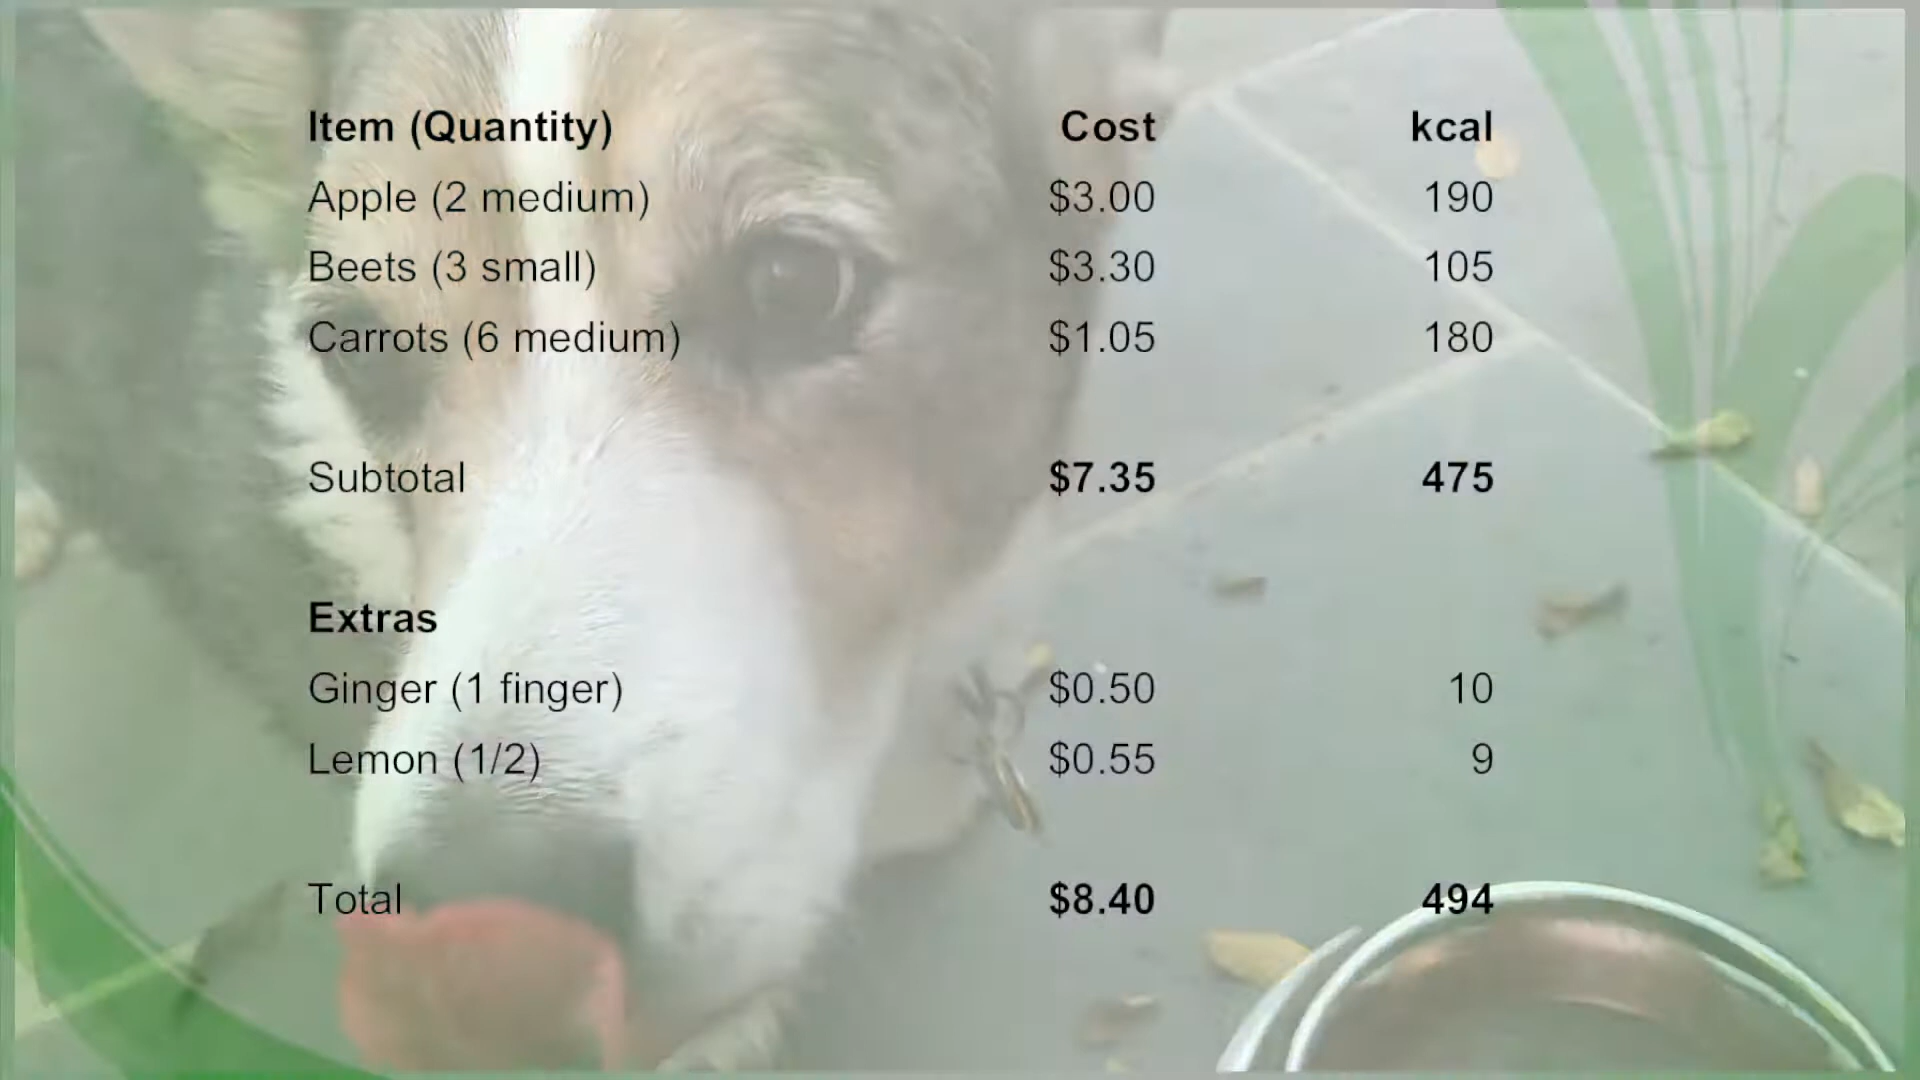 Item (Quantity) Cost kcal
Apple (2 medium) $3.00 190
Beets (3 small) $3.30 105
Carrots (6 medium) $1.05 180
Subtotal $7.35 475
Extras
Ginger (1 finger) $0.50 10
Lemon (1/2) $0.55 9
Total $8.40 494